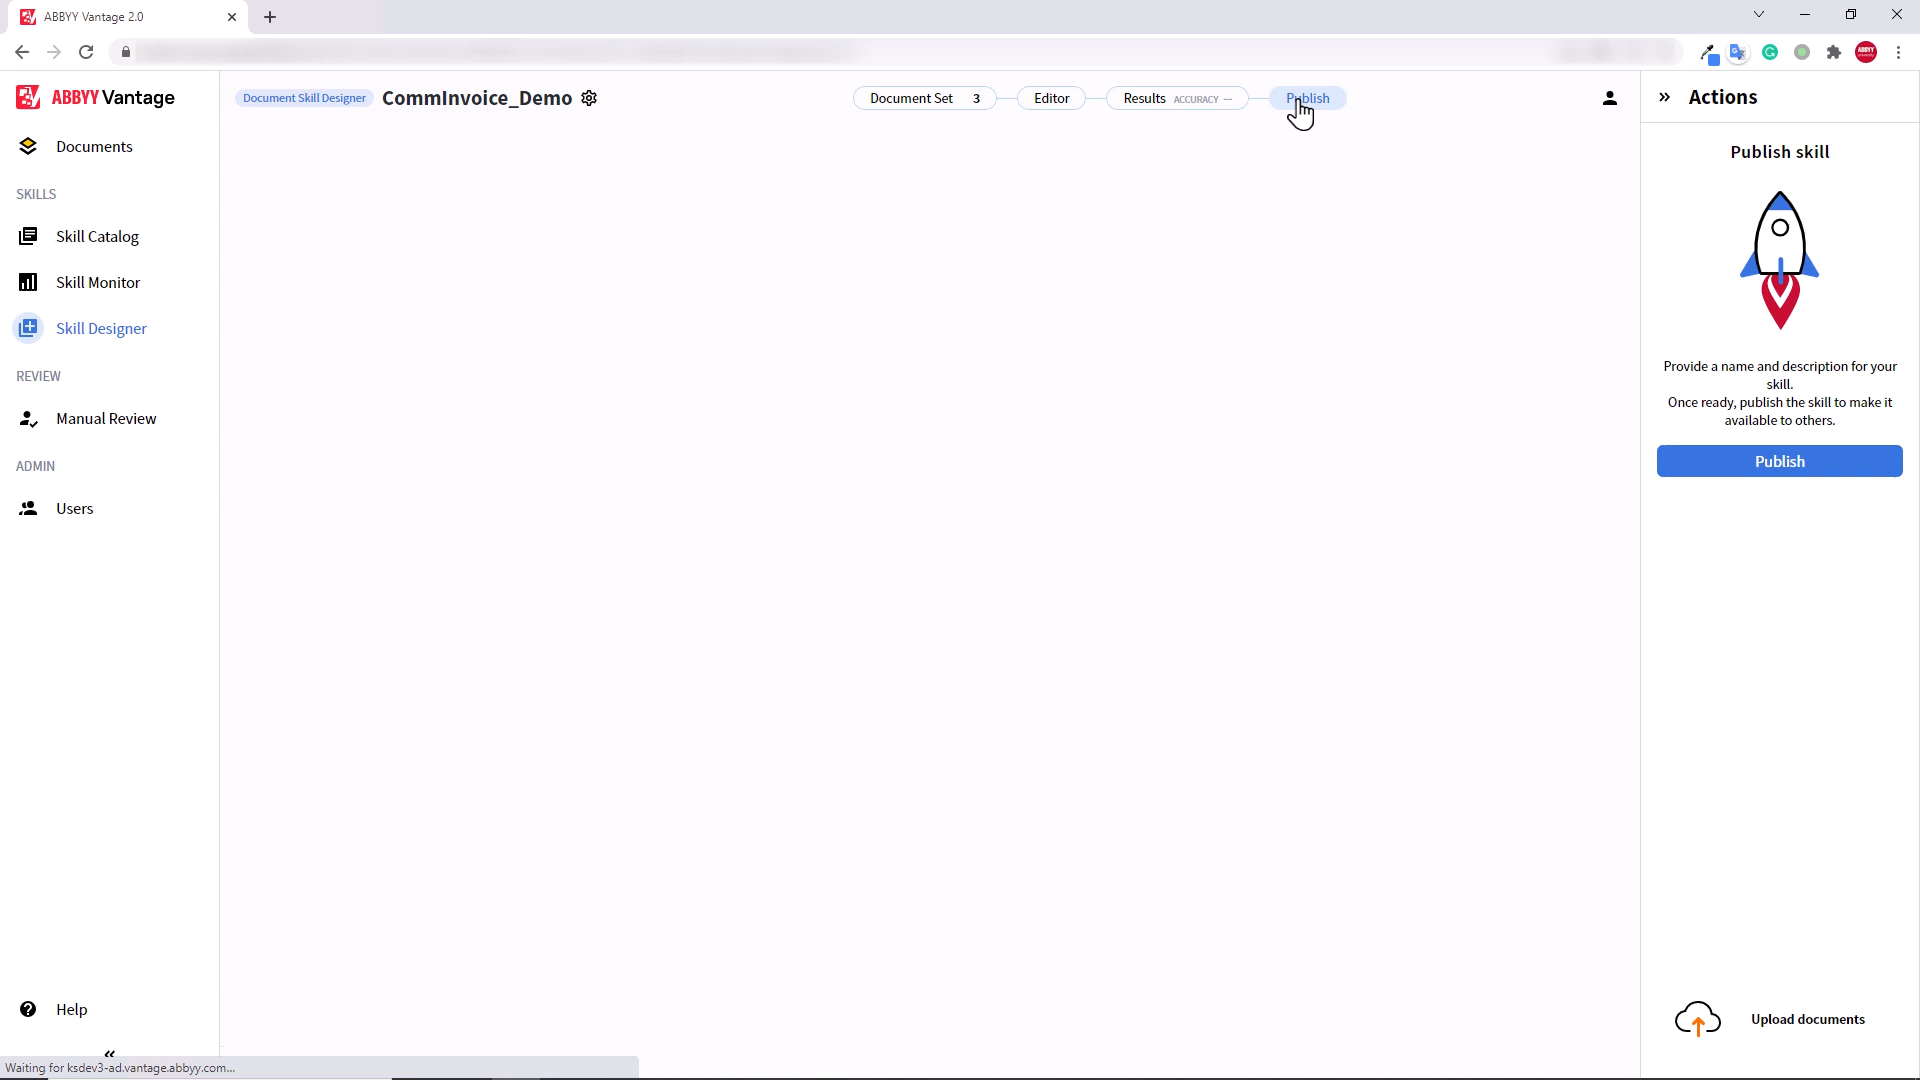 ABBYY Vantage 2.0
ABBYY Vantage
Document Skill Designer CommInvoice_Demo
Document Set 3
Editor
Results ACCURACY --
Publish
Actions
Documents
SKILLS
Skill Catalog
Skill Monitor
Skill Designer
REVIEW
Manual Review
ADMIN
Users
Help
Publish skill
Provide a name and description for your
skill.
Once ready, publish the skill to make it
available to others.
Publish
Upload documents
Waiting for ksdev3-ad.vantage.abbyy.com...